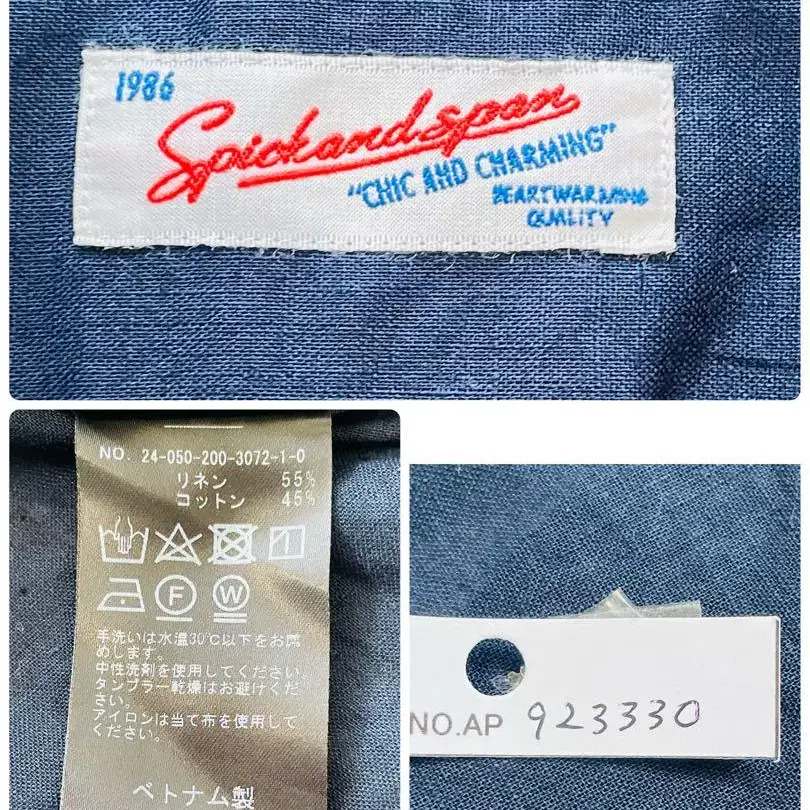 1986
Spick and span
"CHIC AND CHARMING"
HEARTWARMING
QUALITY
NO. 24-050-200-3072-1-0
リネン 55%
コットン 45%
F
W
手洗いは水温30℃以下をお薦
めします。
中性洗剤を使用してください。
タンブラー乾燥はお避けくだ
さい。
アイロンは当て布を使用して
ください。
ベトナム製
NO.AP 923330